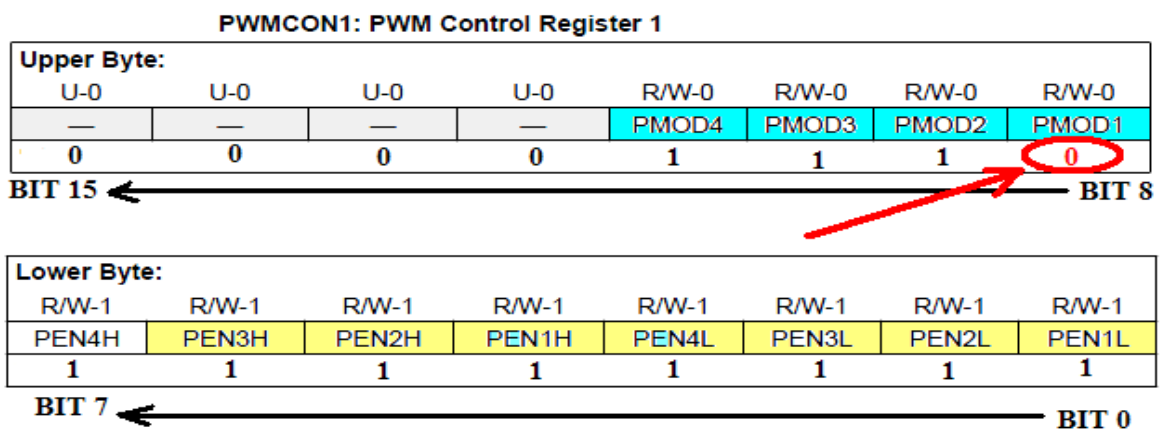 PWMCON1: PWM Control Register 1
Upper Byte:
U-0 U-0 U-0 U-0 R/W-0 R/W-0 R/W-0 R/W-0
— — — — PMOD4 PMOD3 PMOD2 PMOD1
0 0 0 0 1 1 1 0
BIT 15 BIT 8
Lower Byte:
R/W-1 R/W-1 R/W-1 R/W-1 R/W-1 R/W-1 R/W-1 R/W-1
PEN4H PEN3H PEN2H PEN1H PEN4L PEN3L PEN2L PEN1L
1 1 1 1 1 1 1 1
BIT 7 BIT 0